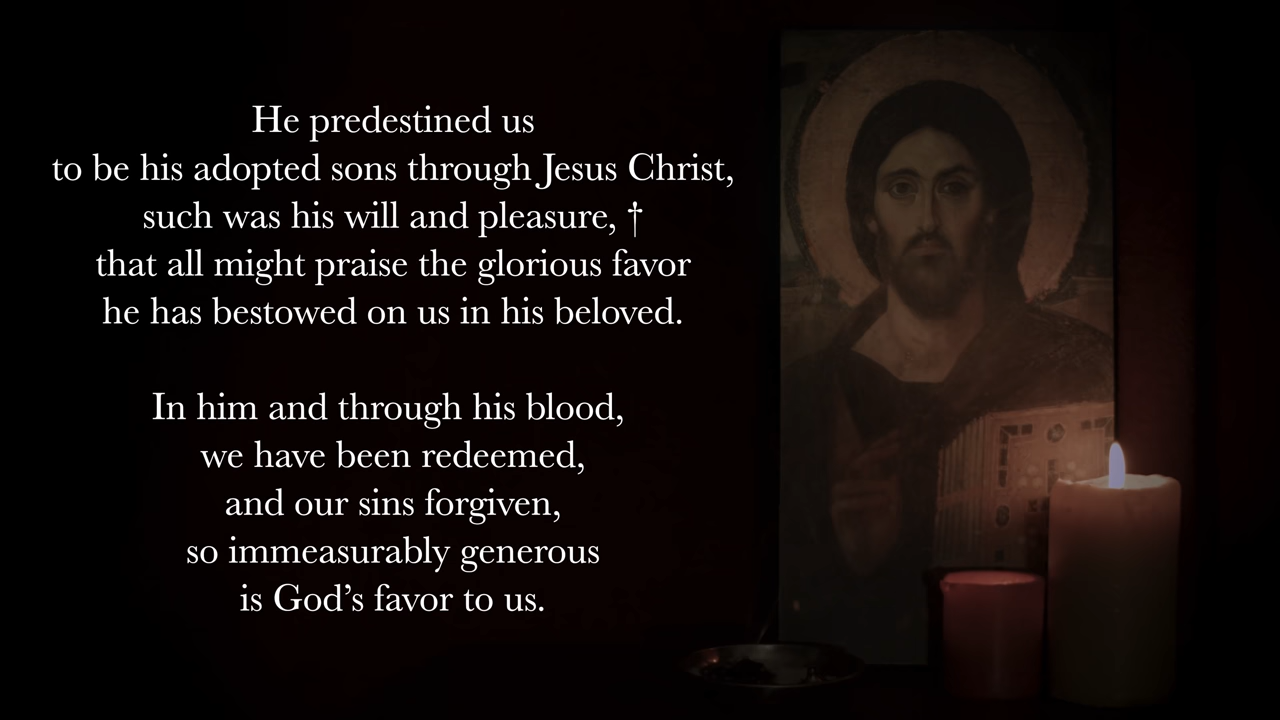 He predestined us
to be his adopted sons through Jesus Christ,
such was his will and pleasure, †
that all might praise the glorious favor
he has bestowed on us in his beloved.
In him and through his blood,
we have been redeemed,
and our sins forgiven,
so immeasurably generous
is God’s favor to us.